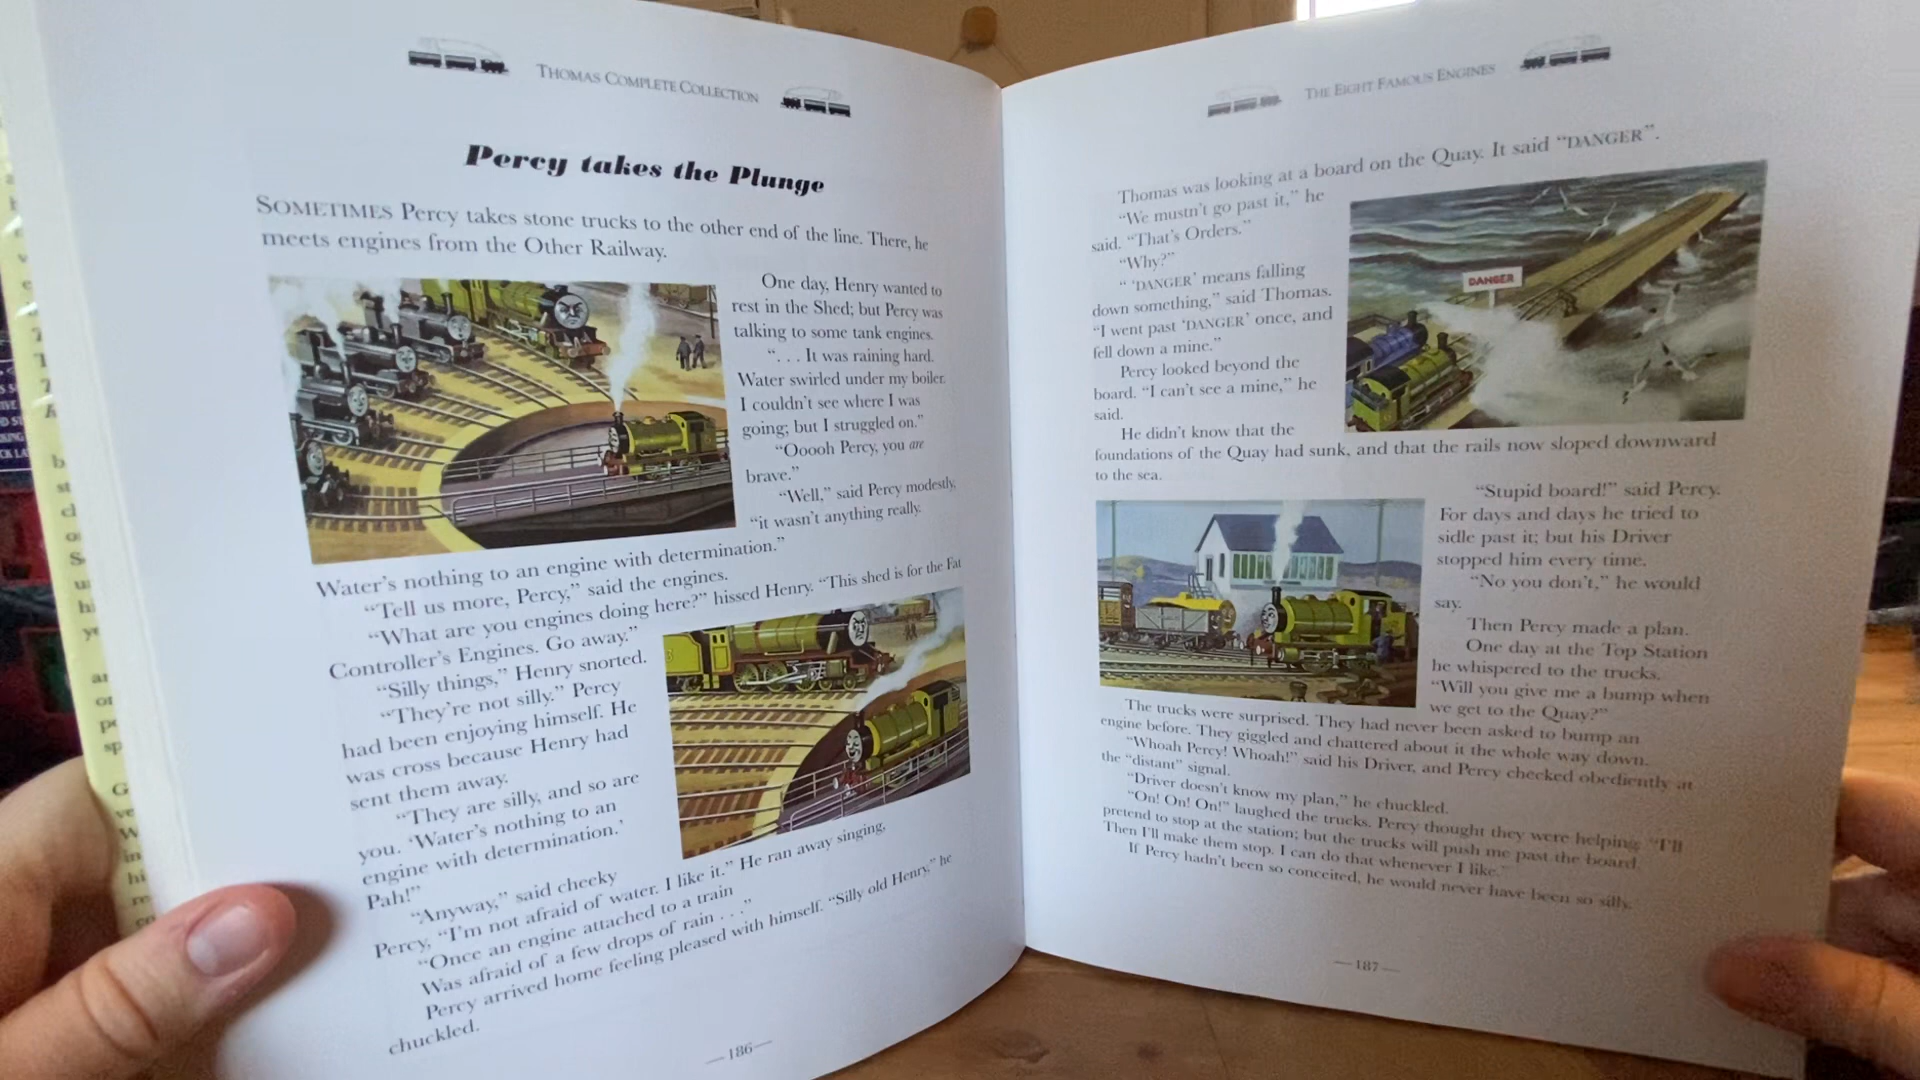 THOMAS COMPLETE COLLECTION
Percy takes the Plunge
SOMETIMES Percy takes stone trucks to the other end of the line. There, he
meets engines from the Other Railway.
One day, Henry wanted to
rest in the Shed; but Percy was
talking to some tank engines.
“. . . It was raining hard.
Water swirled under my boiler.
I couldn’t see where I was
going; but I struggled on.”
“Ooooh Percy, you are
brave.”
“Well,” said Percy modestly,
“it wasn’t anything really.
Water’s nothing to an engine with determination.”
“Tell us more, Percy,” said the engines.
“What are you engines doing here?” hissed Henry. “This shed is for the Fat
Controller’s Engines. Go away.”
“Silly things,” Henry snorted.
“They’re not silly.” Percy
had been enjoying himself. He
was cross because Henry had
sent them away.
“They are silly, and so are
you. ‘Water’s nothing to an
engine with determination.’
Pah!”
“Anyway,” said cheeky
Percy, “I’m not afraid of water. I like it.” He ran away singing,
“Once an engine attached to a train
Was afraid of a few drops of rain . . .”
Percy arrived home feeling pleased with himself. “Silly old Henry,” he
chuckled.
—186—
THE EIGHT FAMOUS ENGINES
Thomas was looking at a board on the Quay. It said “DANGER”.
“We mustn’t go past it,” he
said. “That’s Orders.”
“Why?”
“ ‘DANGER’ means falling
down something,” said Thomas.
“I went past ‘DANGER’ once, and
fell down a mine.”
Percy looked beyond the
board. “I can’t see a mine,” he
said.
He didn’t know that the
foundations of the Quay had sunk, and that the rails now sloped downward
to the sea.
DANGER
“Stupid board!” said Percy.
For days and days he tried to
sidle past it; but his Driver
stopped him every time.
“No you don’t,” he would
say.
Then Percy made a plan.
One day at the Top Station
he whispered to the trucks.
“Will you give me a bump when
we get to the Quay?”
The trucks were surprised. They had never been asked to bump an
engine before. They giggled and chattered about it the whole way down.
“Whoah Percy! Whoah!” said his Driver, and Percy checked obediently at
the “distant” signal.
“Driver doesn’t know my plan,” he chuckled.
“On! On! On!” laughed the trucks. Percy thought they were helping. “I’ll
pretend to stop at the station; but the trucks will push me past the board.
Then I’ll make them stop. I can do that whenever I like.”
If Percy hadn’t been so conceited, he would never have been so silly.
—187—